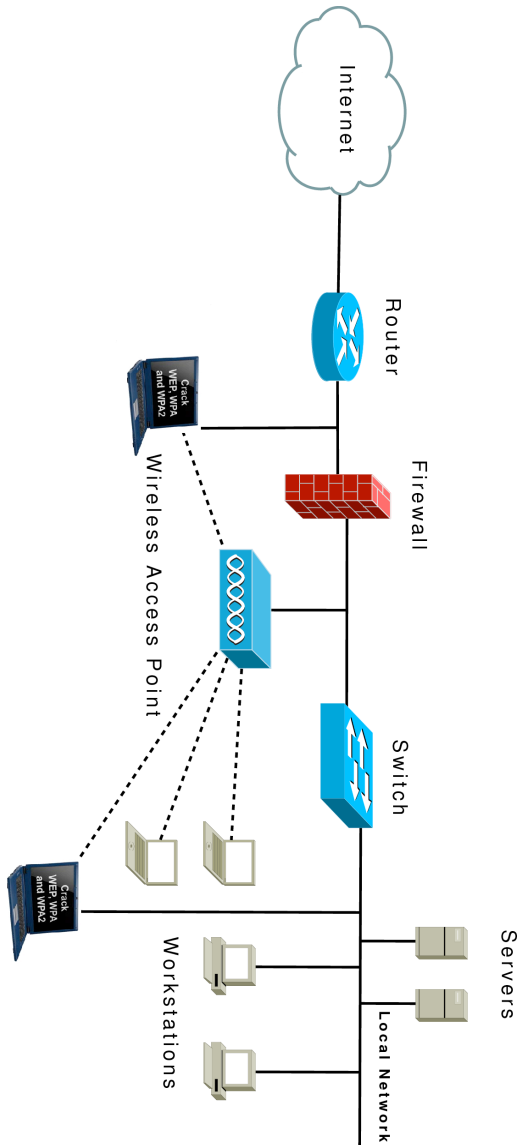 Internet
Router
Firewall
Switch
Servers
Crack
WEP, WPA
and WPA2
Wireless Access Point
Crack
WEP, WPA
and WPA2
Workstations
Local Network